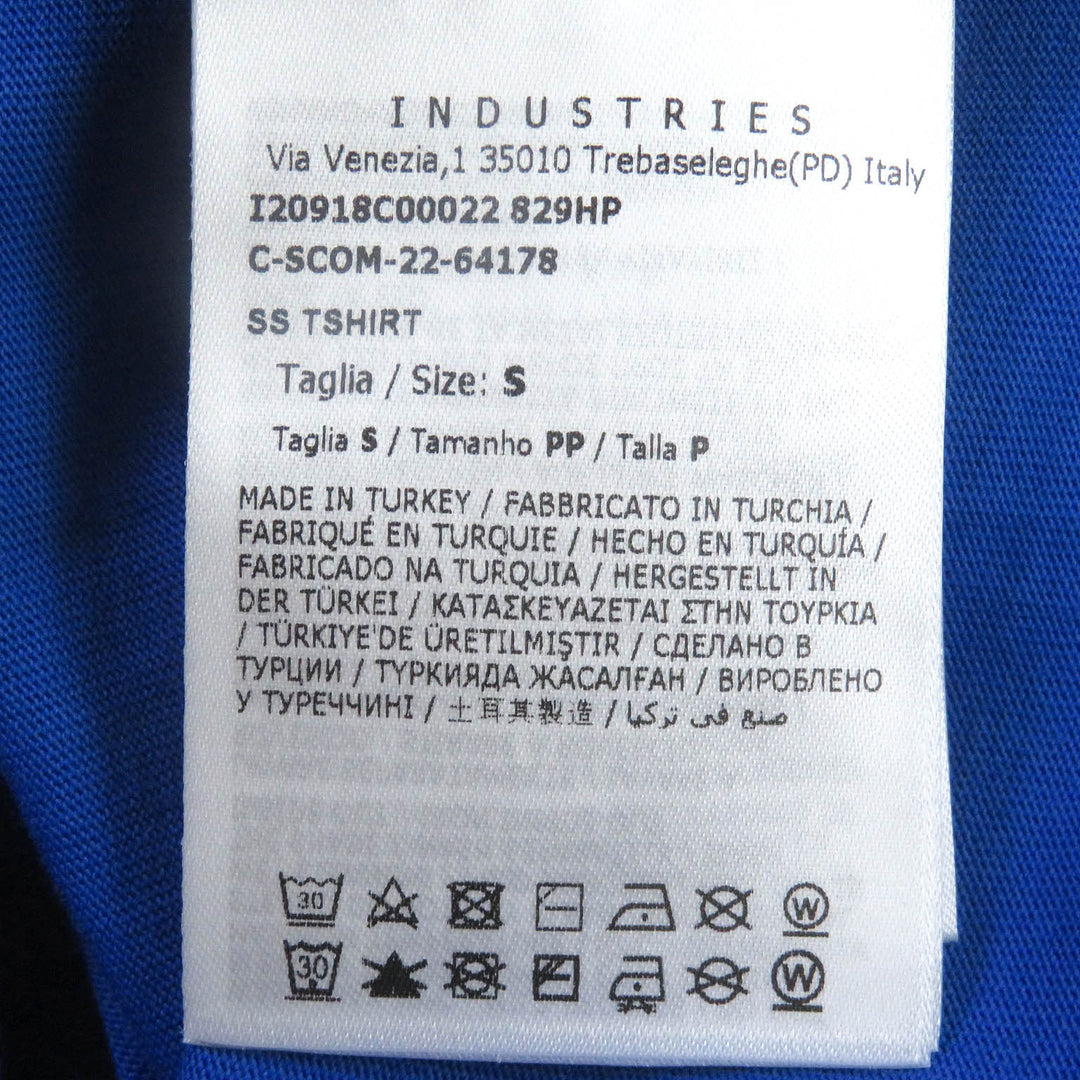 INDUSTRIES
Via Venezia,1 35010 Trebaseleghe(PD) Italy
I20918C00022 829HP
C-SCOM-22-64178
SS TSHIRT
Taglia / Size: S
Taglia S / Tamanho PP / Talla P
MADE IN TURKEY / FABBRICATO IN TURCHIA /
FABRIQUÉ EN TURQUIE / HECHO EN TURQUÍA /
FABRICADO NA TURQUIA / HERGESTELLT IN
DER TÜRKEI / ΚΑΤΑΣΚΕΥΑΖΕΤΑΙ ΣΤΗΝ ΤΟΥΡΚΙΑ
/ TÜRKIYE'DE ÜRETILMIŞTIR / СДЕЛАНО В
ТУРЦИИ / ТҮРКИЯДА ЖАСАЛҒАН / ВИРОБЛЕНО
У ТУРЕЧЧИНІ / 土耳其製造 / صنع في تركيا
30 W
30 W